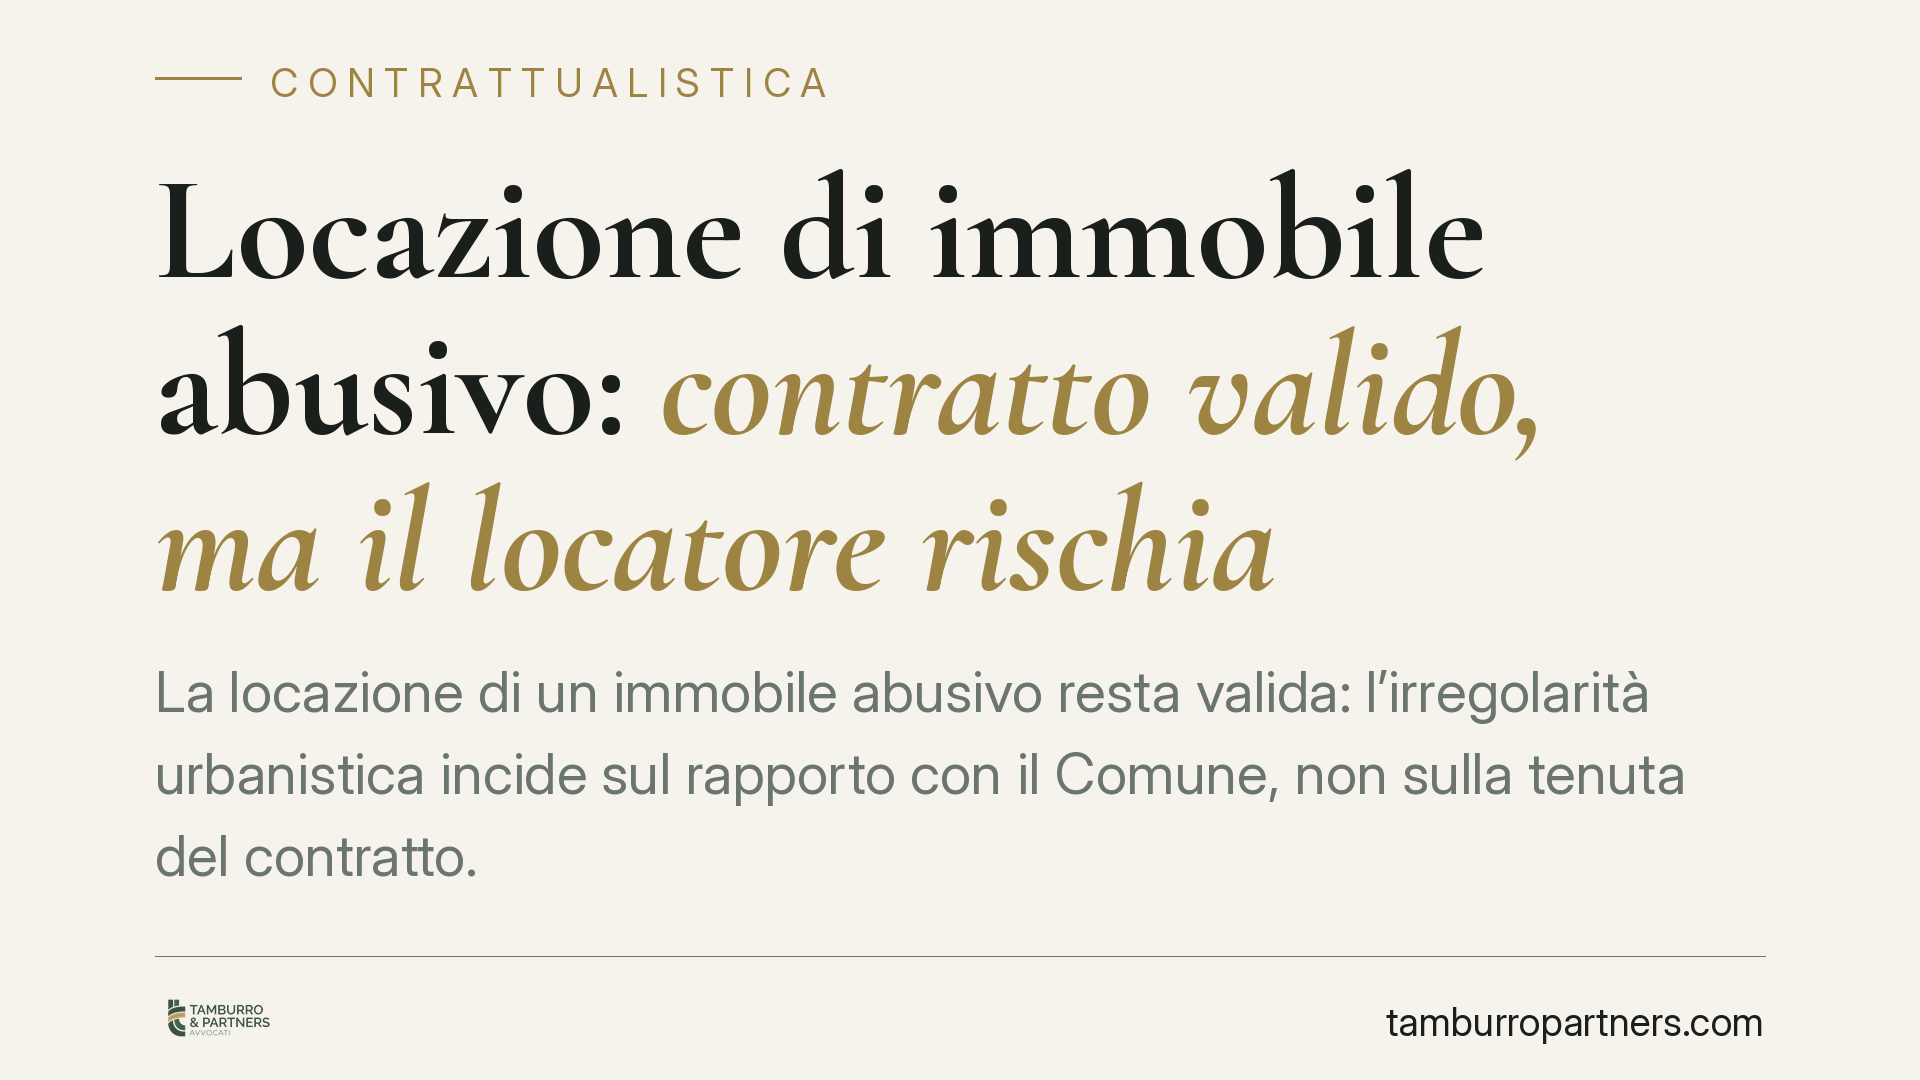 CONTRATTUALISTICA
Locazione di immobile
abusivo: contratto valido,
ma il locatore rischia
La locazione di un immobile abusivo resta valida: l’irregolarità
urbanistica incide sul rapporto con il Comune, non sulla tenuta
del contratto.
TAMBURRO
& PARTNERS
AVVOCATI
tamburropartners.com